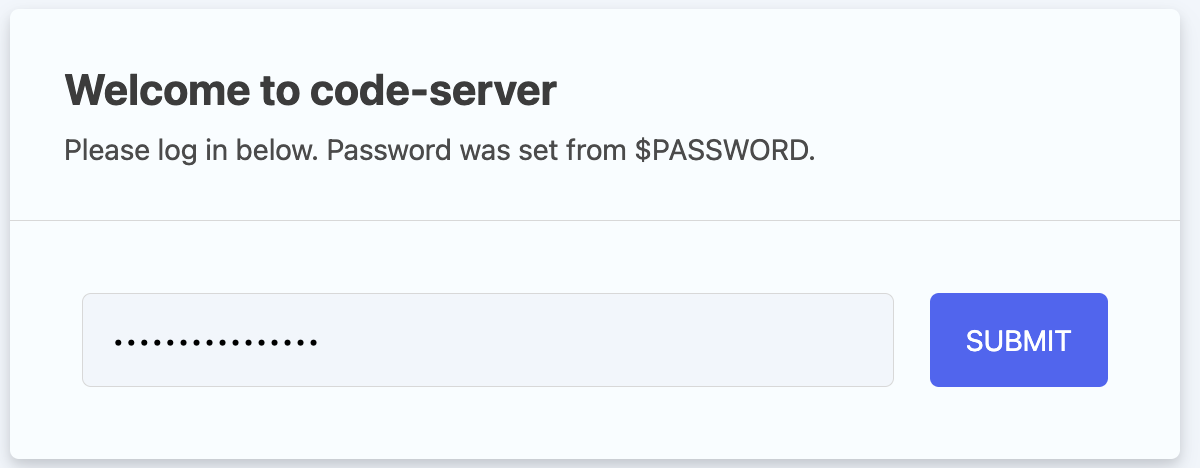 Welcome to code-server
Please log in below. Password was set from $PASSWORD.
••••••••••••••••
SUBMIT